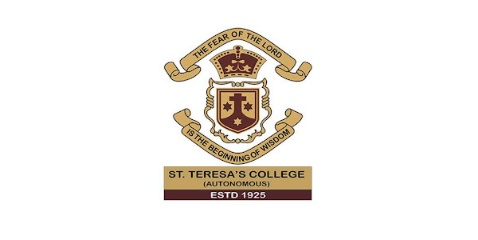 THE FEAR OF THE LORD
IS THE BEGINNING OF WISDOM
ST. TERESA'S COLLEGE
(AUTONOMOUS)
ESTD 1925